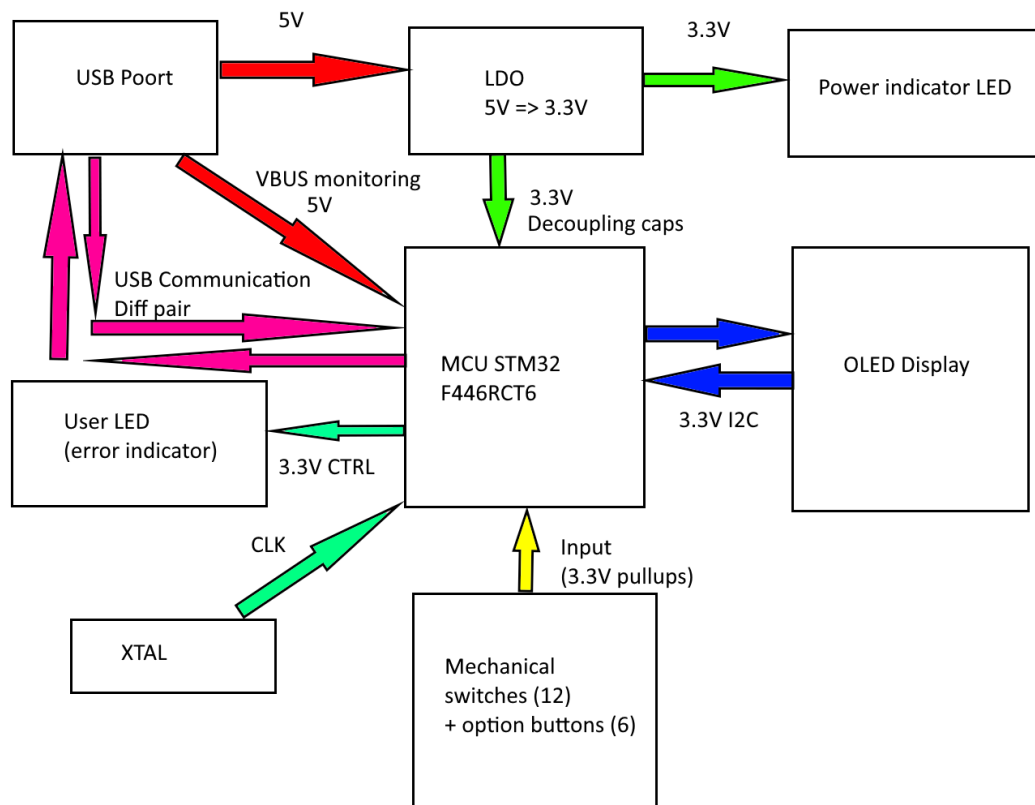 5V
3.3V
USB Poort
LDO
5V => 3.3V
Power indicator LED
VBUS monitoring
5V
3.3V
Decoupling caps
USB Communication
Diff pair
MCU STM32
F446RCT6
OLED Display
3.3V I2C
User LED
(error indicator)
3.3V CTRL
CLK
Input
(3.3V pullups)
XTAL
Mechanical
switches (12)
+ option buttons (6)